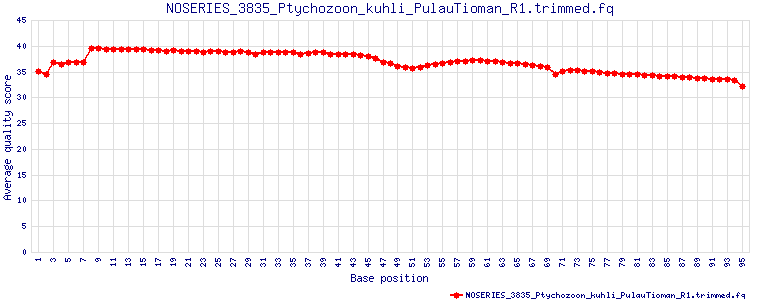 NOSERIES_3835_Ptychozoon_kuhli_PulauTioman_R1.trimmed.fq
45
40
35
30
25
20
15
10
5
0
Average quality score
1 3 5 7 9 11 13 15 17 19 21 23 25 27 29 31 33 35 37 39 41 43 45 47 49 51 53 55 57 59 61 63 65 67 69 71 73 75 77 79 81 83 85 87 89 91 93 95
Base position
NOSERIES_3835_Ptychozoon_kuhli_PulauTioman_R1.trimmed.fq